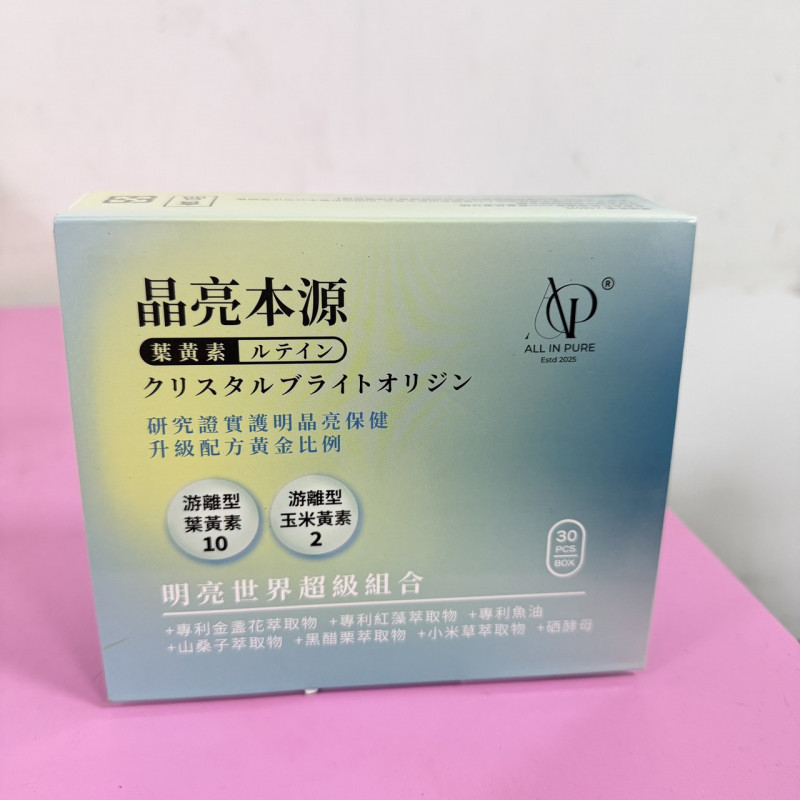 晶亮本源
葉黃素 ルテイン
クリスタルブライトオリジン
研究證實護明晶亮保健
升級配方黃金比例
游離型
葉黃素
10
游離型
玉米黃素
2
AP®
ALL IN PURE
Estd 2025
30
PCS
BOX
明亮世界超級組合
+專利金盞花萃取物 +專利紅藻萃取物 +專利魚油
+山桑子萃取物 +黑醋栗萃取物 +小米草萃取物 +硒酵母